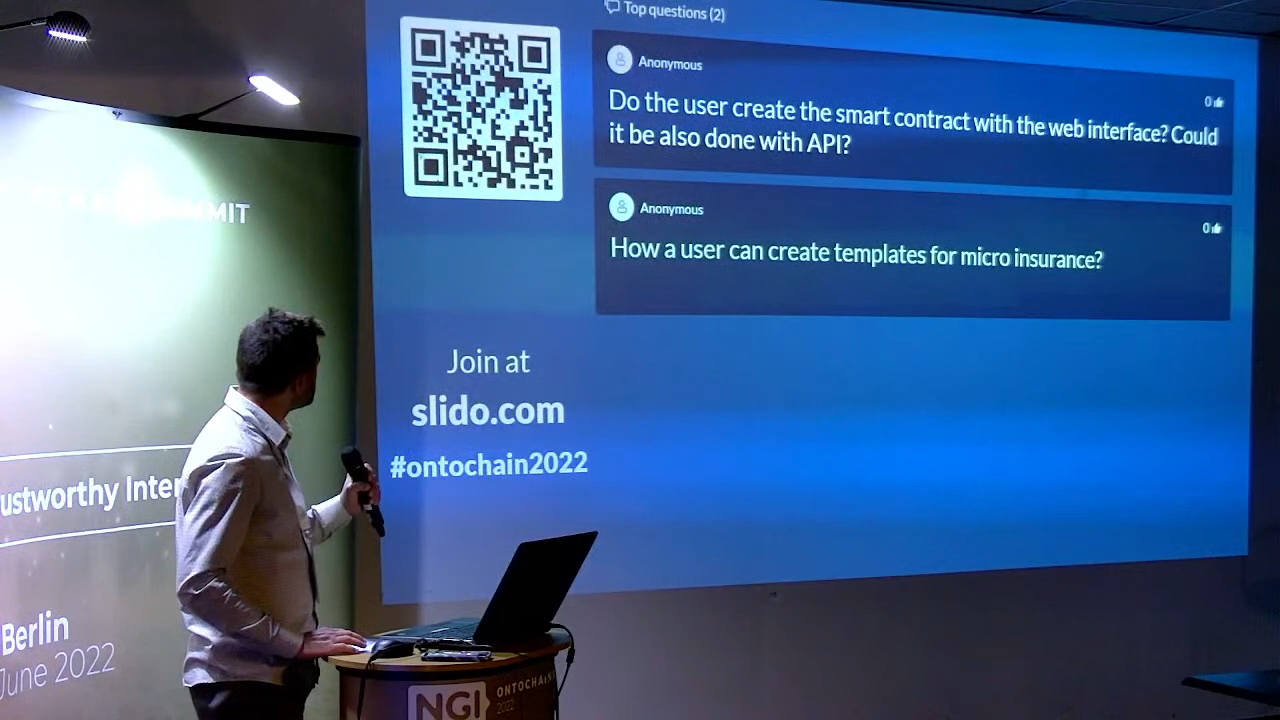 Top questions (2)
Anonymous
0
Do the user create the smart contract with the web interface? Could
it be also done with API?
Anonymous
0
How a user can create templates for micro insurance?
Join at
slido.com
#ontochain2022
ustworthy Inter
Berlin
June 2022
NGI
ONTOCHAIN
2022